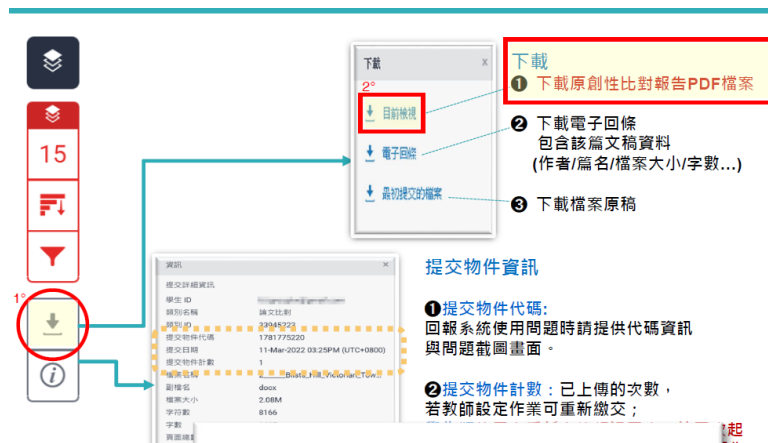 下載
x
2°
目前檢視
電子回條
最初提交的檔案
下載
❶ 下載原創性比對報告PDF檔案
❷ 下載電子回條
包含該篇文稿資料
(作者/篇名/檔案大小/字數...)
❸ 下載檔案原稿
15
1°
資訊
×
提交詳細資訊
學生 ID
類別名稱 論文比對
類別 ID 33945223
提交物件代碼 1781775220
提交日期 11-Mar-2022 03:25PM (UTC+0800)
提交物件計數 1
檔案名稱
副檔名 docx
檔案大小 2.08M
字符數 8166
字數
提交物件資訊
❶提交物件代碼:
回報系統使用問題時請提供代碼資訊
與問題截圖畫面。
❷提交物件計數：已上傳的次數，
若教師設定作業可重新繳交；
起